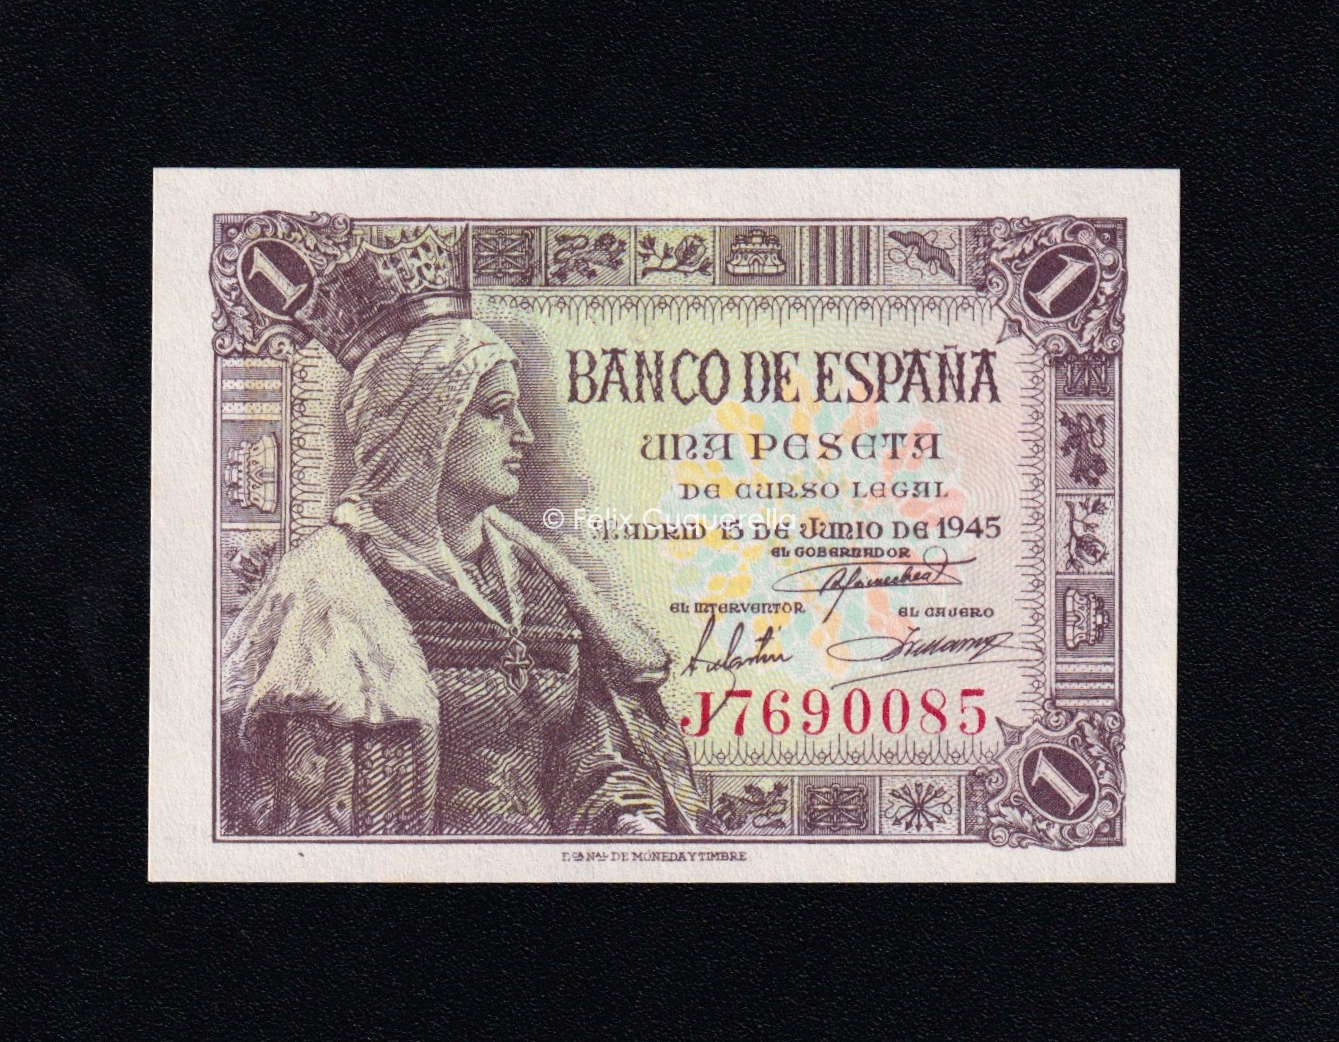 1
1
BANCO DE ESPAÑA
UNA PESETA
DE CURSO LEGAL
© Félix Cuquerella
MADRID 15 DE JUNIO DE 1945
EL GOBERNADOR
EL INTERVENTOR
EL CAJERO
J7690085
1
F.CA NAL DE MONEDA Y TIMBRE